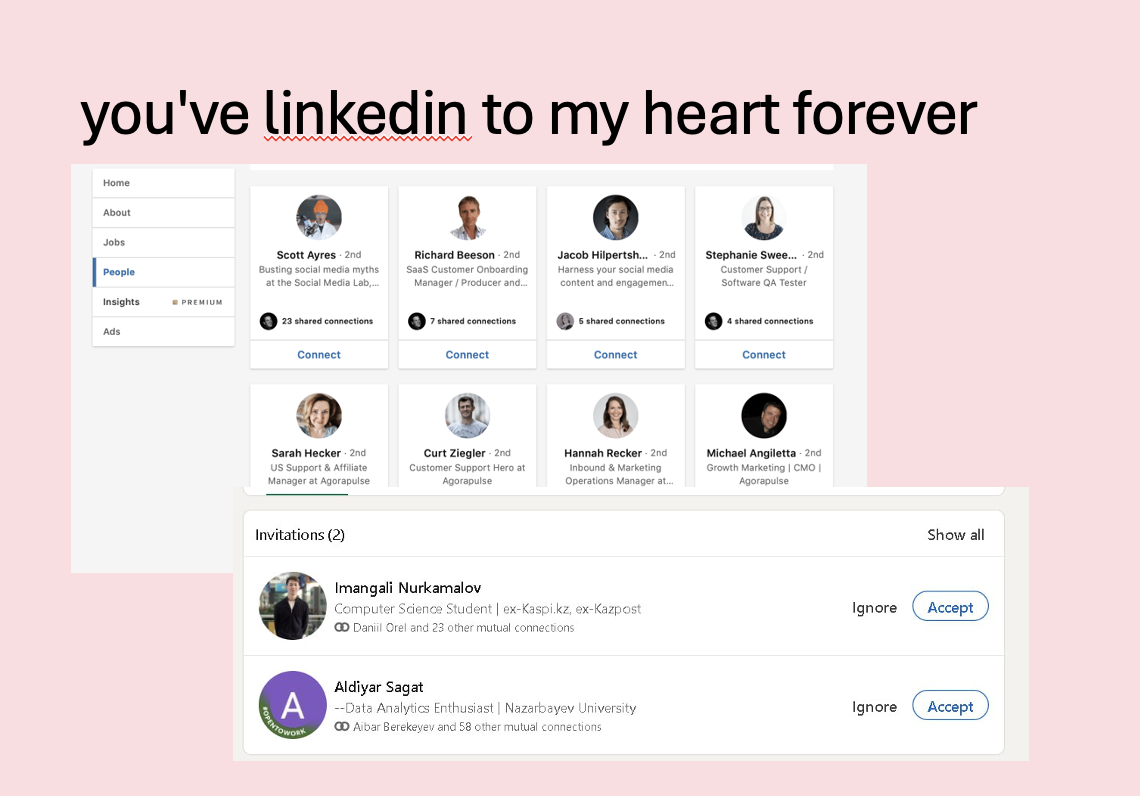 you've linkedin to my heart forever
Home
About
Jobs
People
Insights PREMIUM
Ads
Scott Ayres · 2nd
Busting social media myths
at the Social Media Lab,...
23 shared connections
Connect
Richard Beeson · 2nd
SaaS Customer Onboarding
Manager / Producer and...
7 shared connections
Connect
Jacob Hilpertsh... · 2nd
Harness your social media
content and engagemen...
5 shared connections
Connect
Stephanie Swee... · 2nd
Customer Support /
Software QA Tester
4 shared connections
Connect
Sarah Hecker · 2nd
US Support & Affiliate
Manager at Agorapulse
Curt Ziegler · 2nd
Customer Support Hero at
Agorapulse
Hannah Recker · 2nd
Inbound & Marketing
Operations Manager at...
Michael Angiletta · 2nd
Growth Marketing | CMO |
Agorapulse
Invitations (2) Show all
Imangali Nurkamalov
Computer Science Student | ex-Kaspi.kz, ex-Kazpost
Daniil Orel and 23 other mutual connections
Ignore Accept
A
#OPENTOWORK
Aldiyar Sagat
--Data Analytics Enthusiast | Nazarbayev University
Aibar Berekeyev and 58 other mutual connections
Ignore Accept